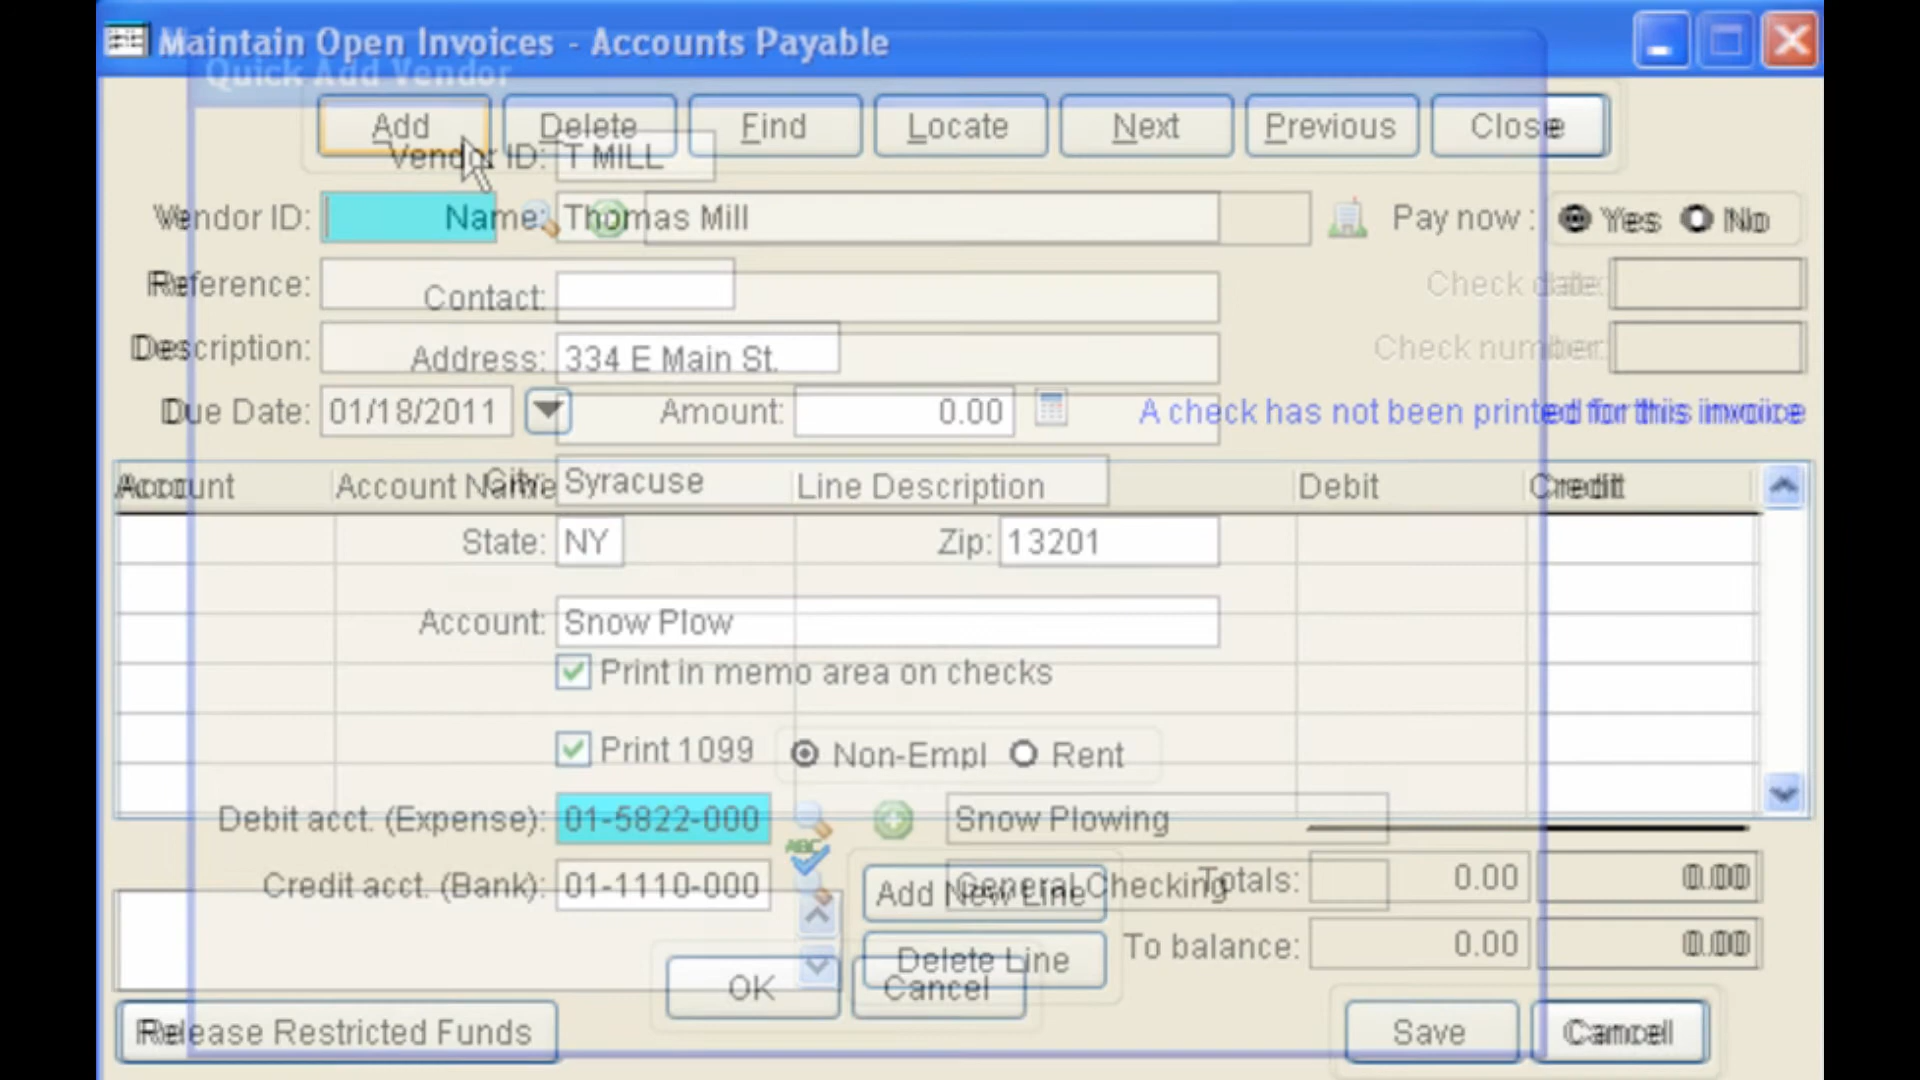 Maintain Open Invoices - Accounts Payable
Quick Add Vendor
Add Delete Find Locate Next Previous Close
Vendor ID: T MILL
Vendor ID: Name: Thomas Mill Pay now : Yes No
Reference: Contact: Check date:
Description: Address: 334 E Main St. Check number:
Due Date: 01/18/2011 Amount: 0.00 A check has not been printed for this invoice
Account Account Name City: Syracuse Line Description Debit Credit
State: NY Zip: 13201
Account: Snow Plow
Print in memo area on checks
Print 1099 Non-Empl Rent
Debit acct. (Expense): 01-5822-000 Snow Plowing
ABC
Credit acct. (Bank): 01-1110-000 General Checking Add New Line Totals: 0.00 0.00
Delete Line To balance: 0.00 0.00
OK Cancel
Release Restricted Funds Save Cancel